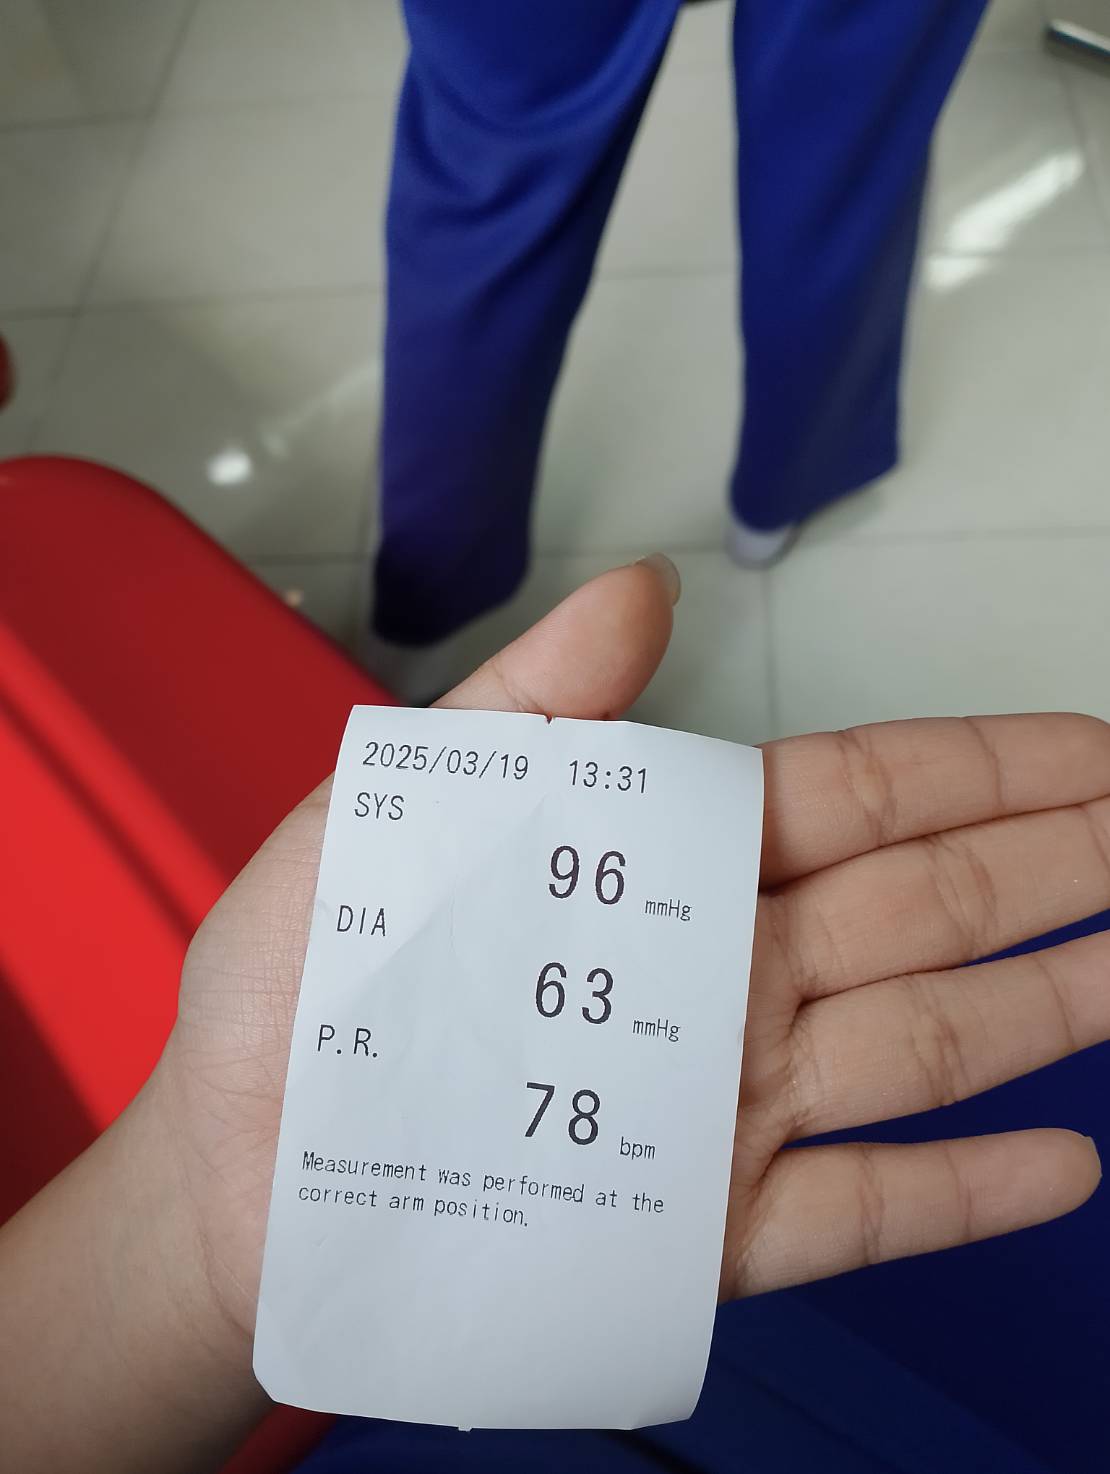 2025/03/19 13:31
SYS
96 mmHg
DIA
63 mmHg
P.R.
78 bpm
Measurement was performed at the
correct arm position.